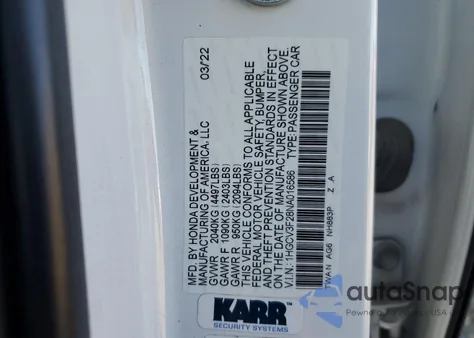 MFD. BY HONDA DEVELOPMENT &
MANUFACTURING OF AMERICA, LLC 03/22
GVWR 2040KG (4497LBS)
GAWR F 1090KG (2403LBS)
GAWR R 950KG (2094LBS)
THIS VEHICLE CONFORMS TO ALL APPLICABLE
FEDERAL MOTOR VEHICLE SAFETY BUMPER,
AND THEFT PREVENTION STANDARDS IN EFFECT
ON THE DATE OF MANUFACTURE SHOWN ABOVE.
V.I.N.: 1HGCV3F28NA016586 TYPE:PASSENGER CAR
TWAN AG6 NH883P Z A
KARR
SECURITY SYSTEMS
autoSnap